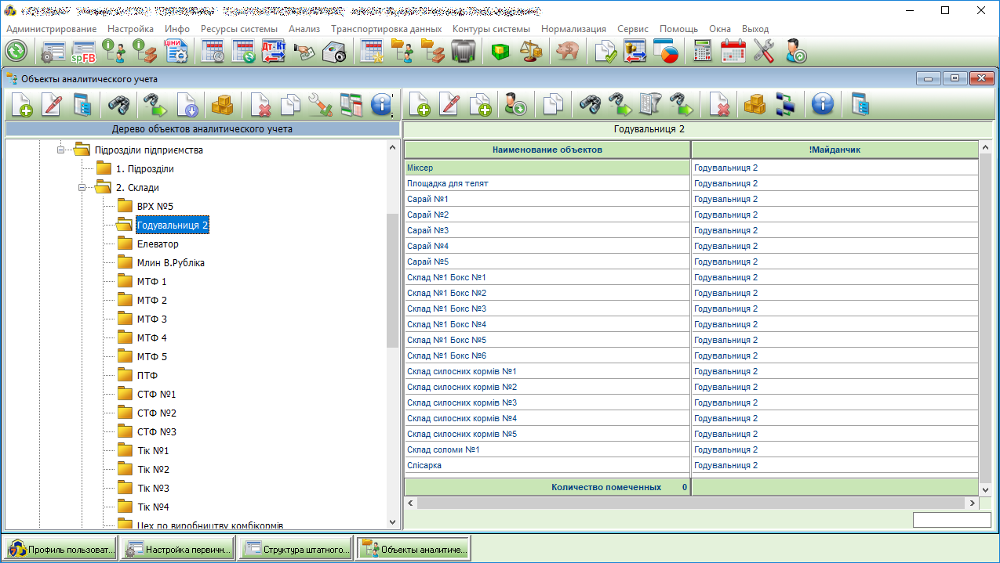 Администрирование Настройка Инфо Ресурсы системы Анализ Транспортировка данных Контуры системы Нормализация Сервис Помощь Окна Выход
spFB ЦІНИ Дт-Кт
Объекты аналитического учета
Дерево объектов аналитического учета
Підрозділи підприємства
1. Підрозділи
2. Склади
ВРХ №5
Годувальниця 2
Елеватор
Млин В.Рубліка
МТФ 1
МТФ 2
МТФ 3
МТФ 4
МТФ 5
ПТФ
СТФ №1
СТФ №2
СТФ №3
Тік №1
Тік №2
Тік №3
Тік №4
Цех по виробництву комбікормів
Годувальниця 2
Наименование объектов !Майданчик
Міксер Годувальниця 2
Площадка для телят Годувальниця 2
Сарай №1 Годувальниця 2
Сарай №2 Годувальниця 2
Сарай №3 Годувальниця 2
Сарай №4 Годувальниця 2
Сарай №5 Годувальниця 2
Склад №1 Бокс №1 Годувальниця 2
Склад №1 Бокс №2 Годувальниця 2
Склад №1 Бокс №3 Годувальниця 2
Склад №1 Бокс №4 Годувальниця 2
Склад №1 Бокс №5 Годувальниця 2
Склад №1 Бокс №6 Годувальниця 2
Склад силосних кормів №1 Годувальниця 2
Склад силосних кормів №2 Годувальниця 2
Склад силосних кормів №3 Годувальниця 2
Склад силосних кормів №4 Годувальниця 2
Склад силосних кормів №5 Годувальниця 2
Склад соломи №1 Годувальниця 2
Слісарка Годувальниця 2
Количество помеченных 0
Профиль пользоват... Настройка первичн... Структура штатного... Объекты аналитиче...